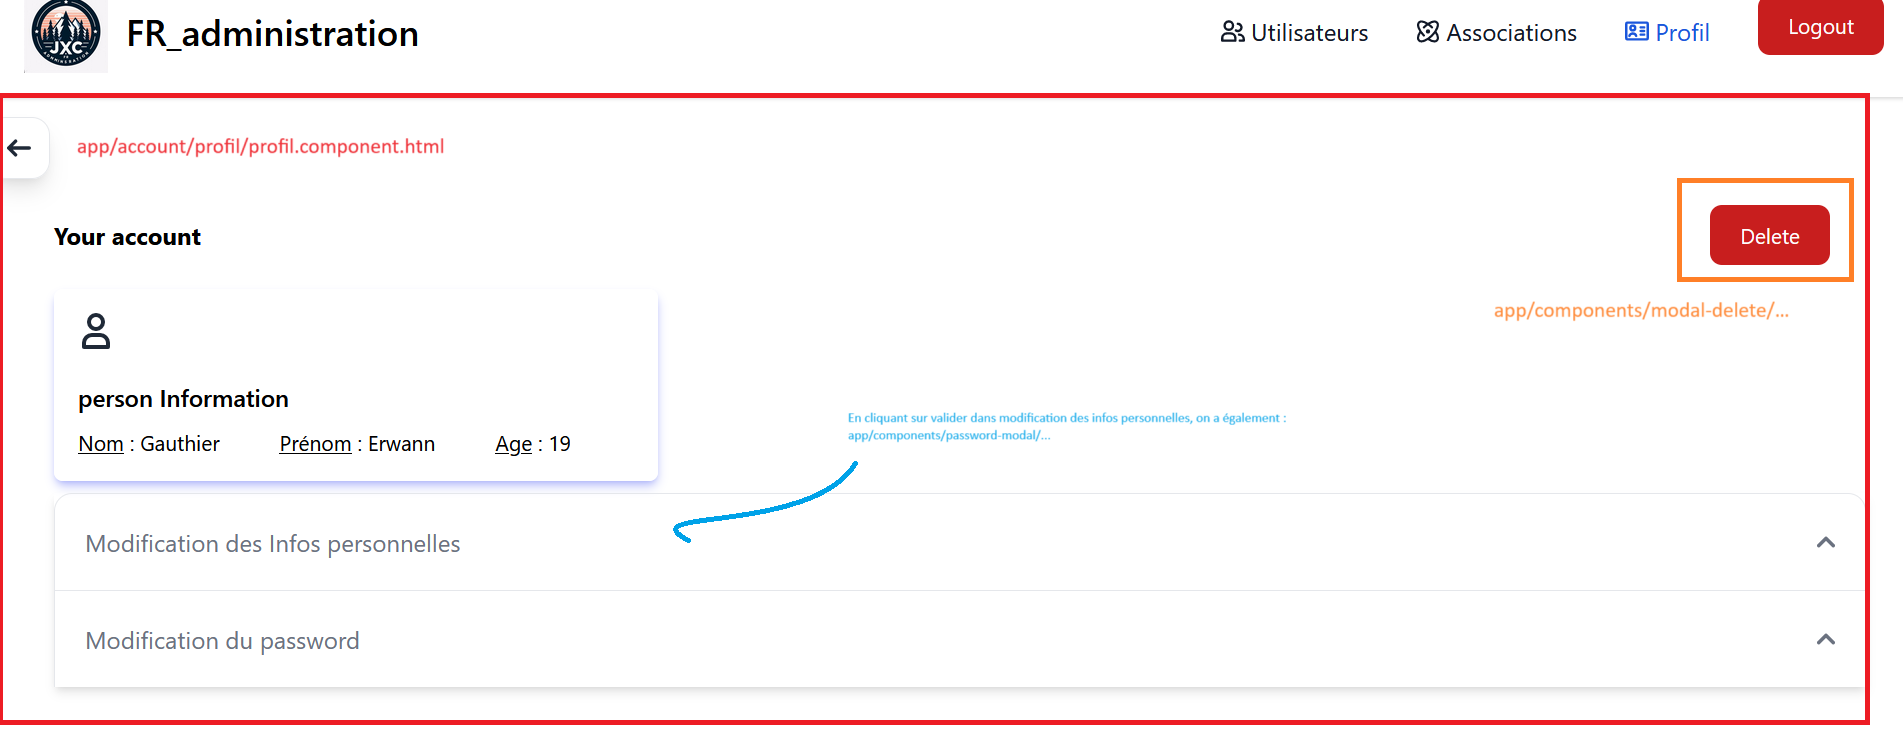 JXC
FR_administration
Utilisateurs
Associations
Profil
Logout
app/account/profil/profil.component.html
Your account
Delete
app/components/modal-delete/...
person Information
Nom : Gauthier Prénom : Erwann Age : 19
En cliquant sur valider dans modification des infos personnelles, on a également :
app/components/password-modal/...
Modification des Infos personnelles
Modification du password